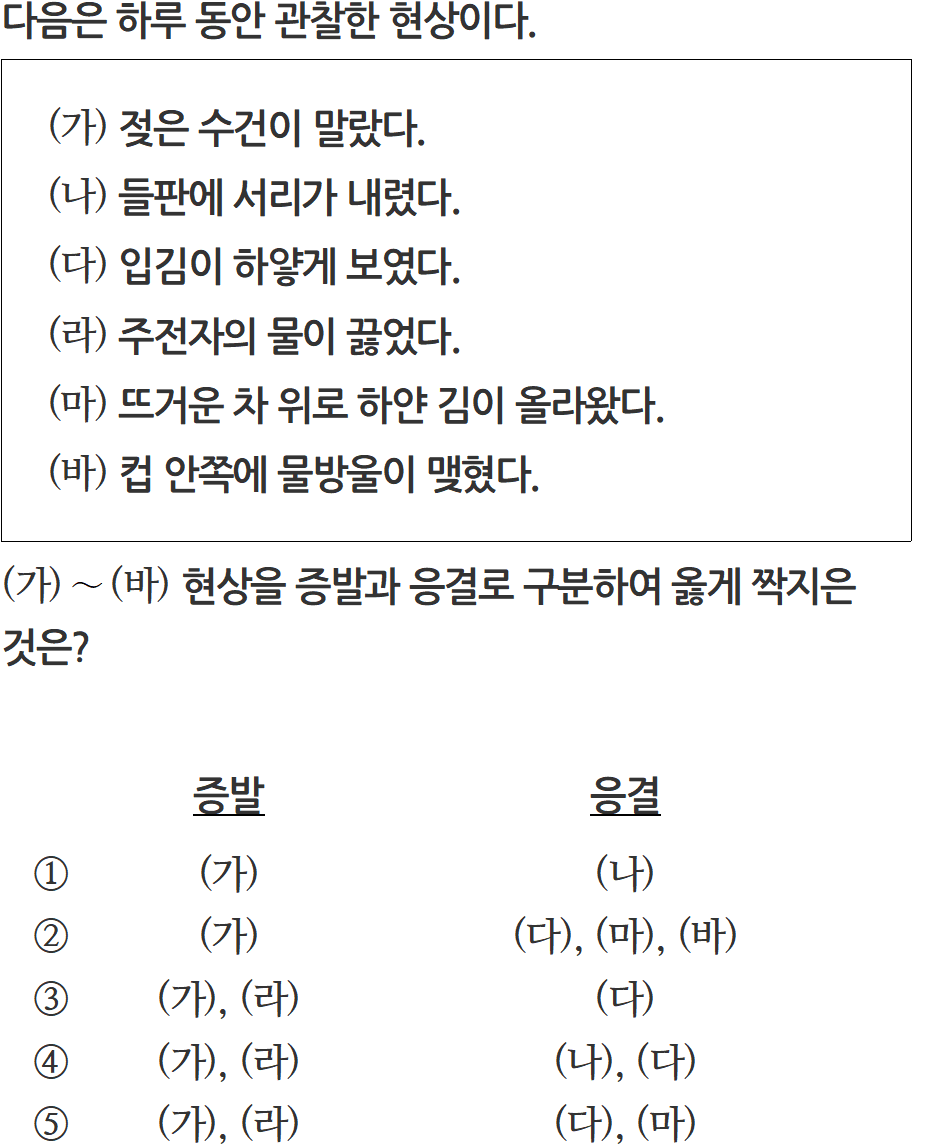 다음은 하루 동안 관찰한 현상이다.
(가) 젖은 수건이 말랐다.
(나) 들판에 서리가 내렸다.
(다) 입김이 하얗게 보였다.
(라) 주전자의 물이 끓었다.
(마) 뜨거운 차 위로 하얀 김이 올라왔다.
(바) 컵 안쪽에 물방울이 맺혔다.
(가) ~ (바) 현상을 증발과 응결로 구분하여 옳게 짝지은
것은?
증발 응결
① (가) (나)
② (가) (다), (마), (바)
③ (가), (라) (다)
④ (가), (라) (나), (다)
⑤ (가), (라) (다), (마)